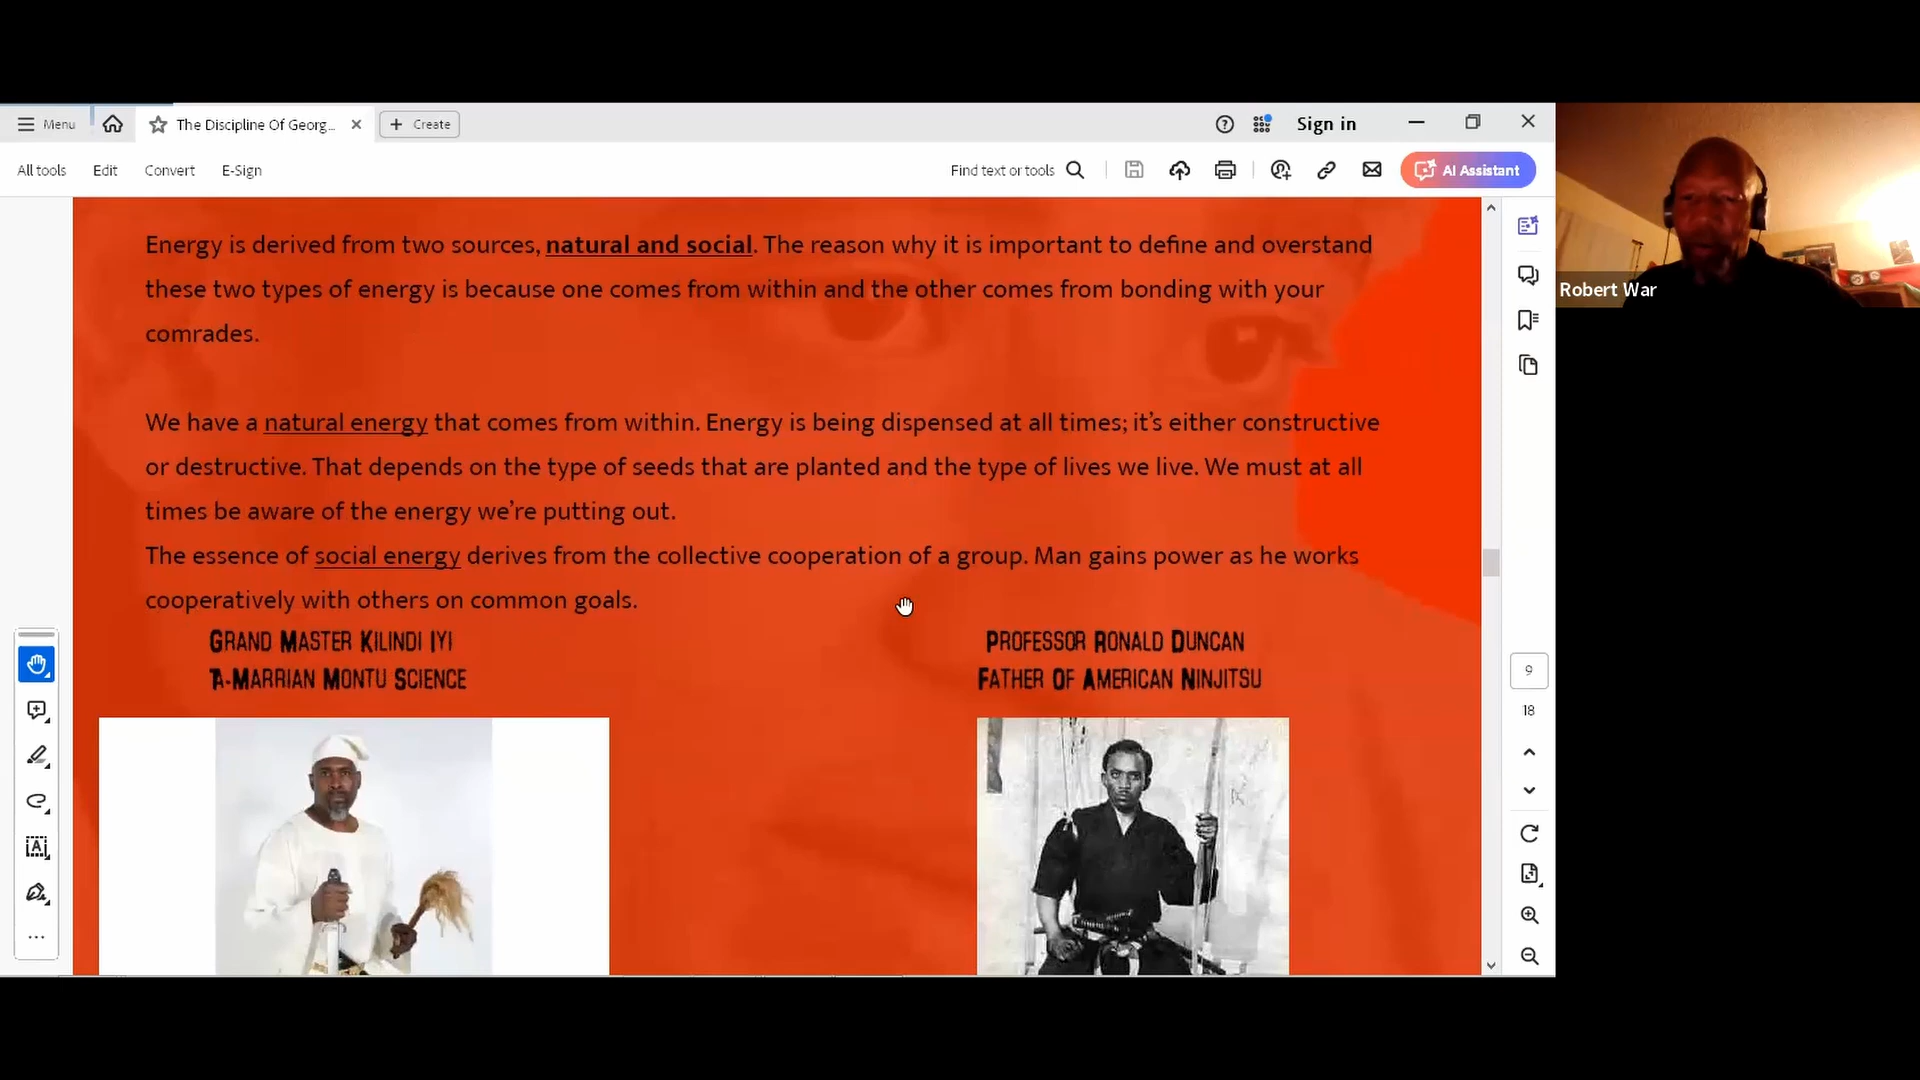 Menu
The Discipline Of Georg...
Create
Sign in
All tools
Edit
Convert
E-Sign
Find text or tools
AI Assistant
Energy is derived from two sources, natural and social. The reason why it is important to define and overstand
these two types of energy is because one comes from within and the other comes from bonding with your
comrades.
We have a natural energy that comes from within. Energy is being dispensed at all times; it's either constructive
or destructive. That depends on the type of seeds that are planted and the type of lives we live. We must at all
times be aware of the energy we're putting out.
The essence of social energy derives from the collective cooperation of a group. Man gains power as he works
cooperatively with others on common goals.
GRAND MASTER KILINDI IYI
TA-MARRIAN MONTU SCIENCE
PROFESSOR RONALD DUNCAN
FATHER OF AMERICAN NINJITSU
9
18
Robert War